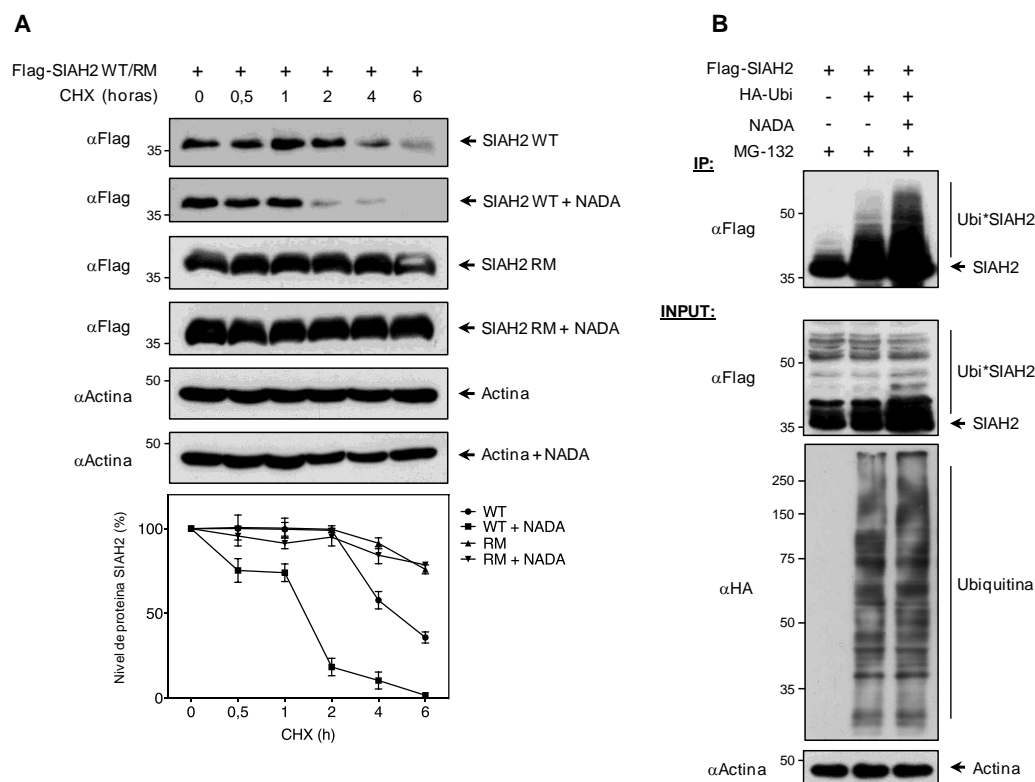 A
Flag-SIAH2 WT/RM + + + + + +
CHX (horas) 0 0,5 1 2 4 6
αFlag 35 SIAH2 WT
αFlag 35 SIAH2 WT + NADA
αFlag 35 SIAH2 RM
αFlag 35 SIAH2 RM + NADA
αActina 50 Actina
αActina 50 Actina + NADA
Nivel de proteina SIAH2 (%)
100
50
0
0 0,5 1 2 4 6
CHX (h)
WT
WT + NADA
RM
RM + NADA
B
Flag-SIAH2 + + +
HA-Ubi - + +
NADA - - +
MG-132 + + +
IP:
αFlag
50
35
Ubi*SIAH2
SIAH2
INPUT:
αFlag
50
35
Ubi*SIAH2
SIAH2
αHA
250
150
75
50
35
Ubiquitina
αActina 50 Actina